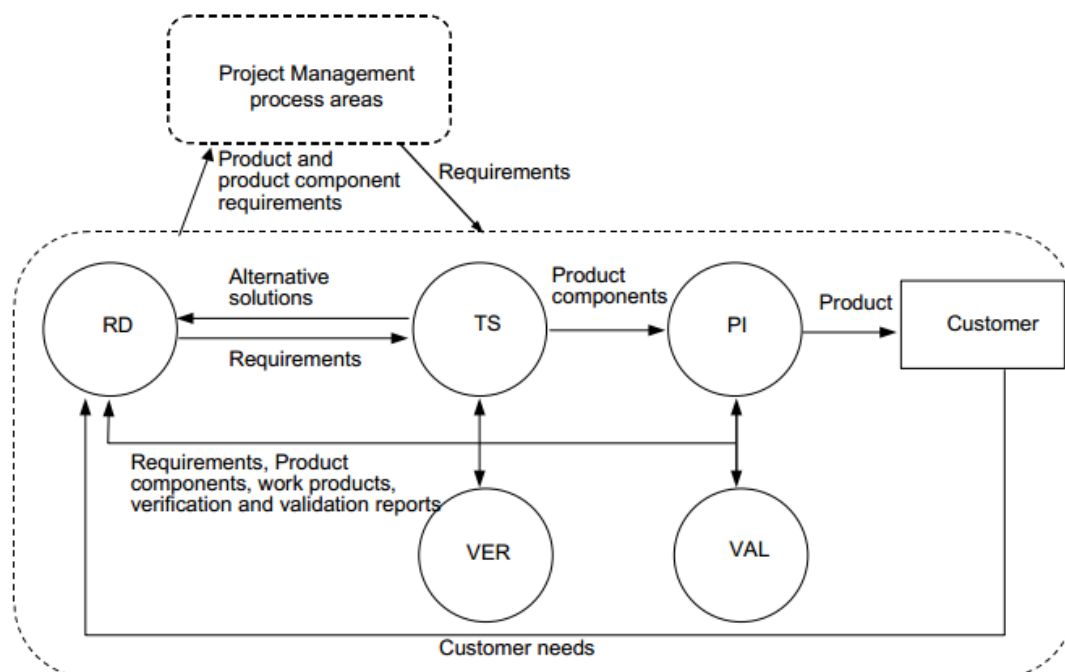 Project Management
process areas
Product and
product component
requirements
Requirements
Alternative
solutions
Product
components
Product
RD
TS
PI
Customer
Requirements
Requirements, Product
components, work products,
verification and validation reports
VER
VAL
Customer needs